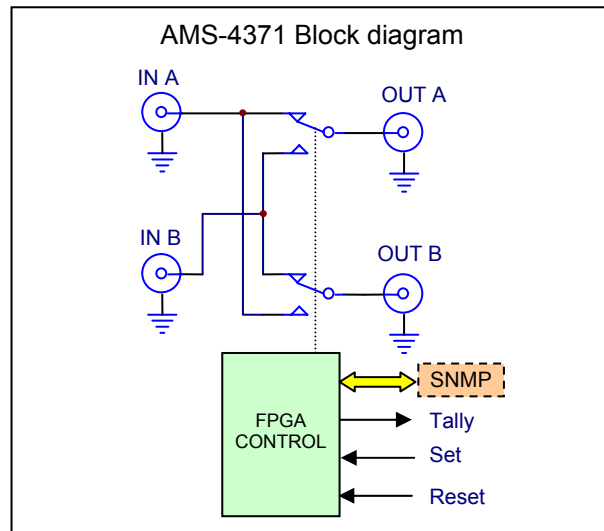 AMS-4371 Block diagram
IN A
OUT A
IN B
OUT B
FPGA
CONTROL
SNMP
Tally
Set
Reset